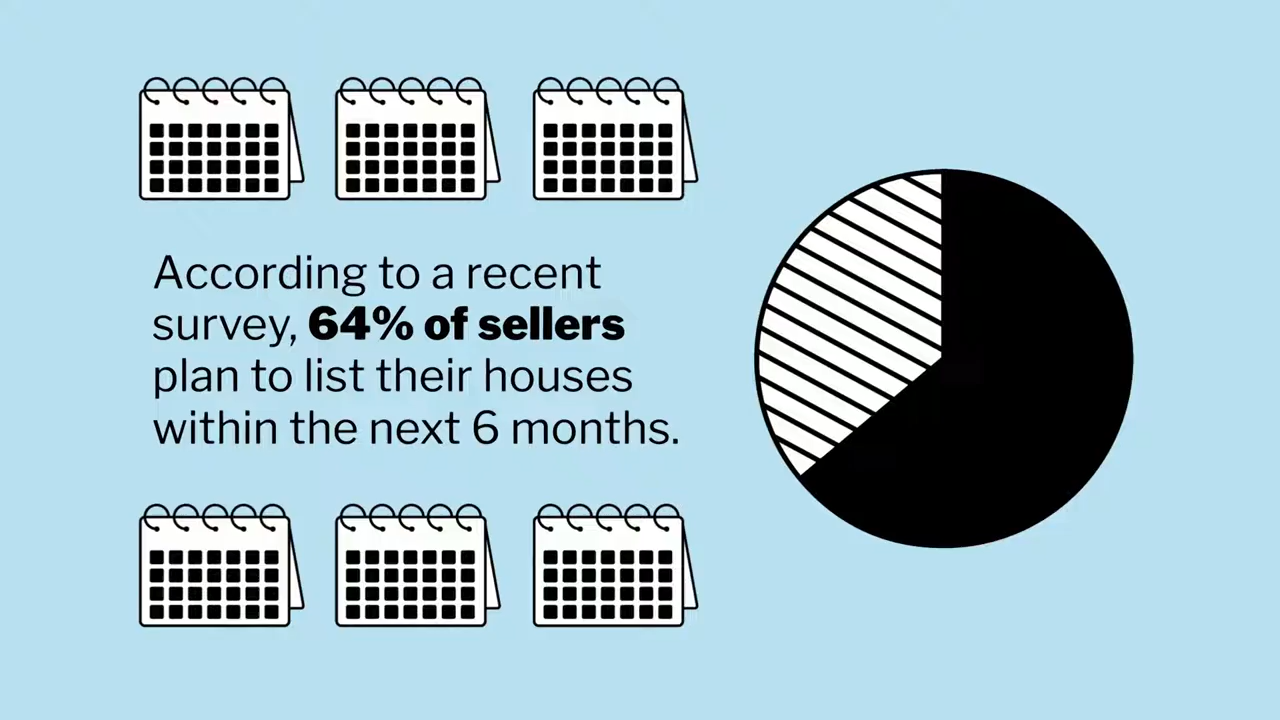 According to a recent
survey, 64% of sellers
plan to list their houses
within the next 6 months.